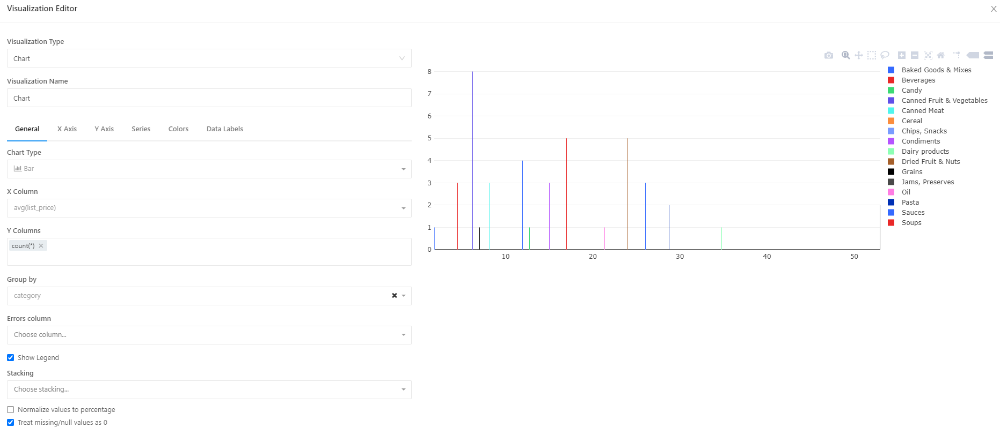 Visualization Editor
Visualization Type
Chart
Visualization Name
Chart
General X Axis Y Axis Series Colors Data Labels
Chart Type
Bar
X Column
avg(list_price)
Y Columns
count(*)
Group by
category
Errors column
Choose column...
Show Legend
Stacking
Choose stacking...
Normalize values to percentage
Treat missing/null values as 0
8
7
6
5
4
3
2
1
0
10 20 30 40 50
Baked Goods & Mixes
Beverages
Candy
Canned Fruit & Vegetables
Canned Meat
Cereal
Chips, Snacks
Condiments
Dairy products
Dried Fruit & Nuts
Grains
Jams, Preserves
Oil
Pasta
Sauces
Soups